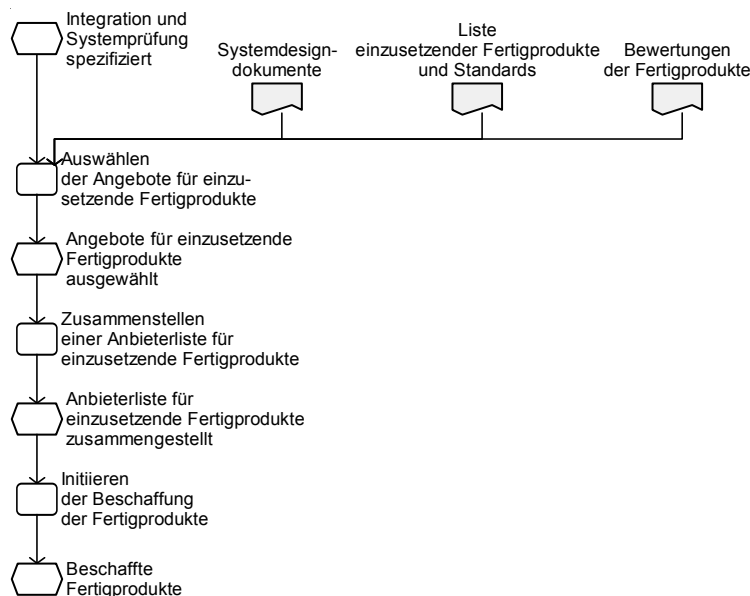 Integration und
Systemprüfung
spezifiziert
Systemdesign-
dokumente
Liste
einzusetzender Fertigprodukte
und Standards
Bewertungen
der Fertigprodukte
Auswählen
der Angebote für einzu-
setzende Fertigprodukte
Angebote für einzusetzende
Fertigprodukte
ausgewählt
Zusammenstellen
einer Anbieterliste für
einzusetzende Fertigprodukte
Anbieterliste für
einzusetzende Fertigprodukte
zusammengestellt
Initiieren
der Beschaffung
der Fertigprodukte
Beschaffte
Fertigprodukte